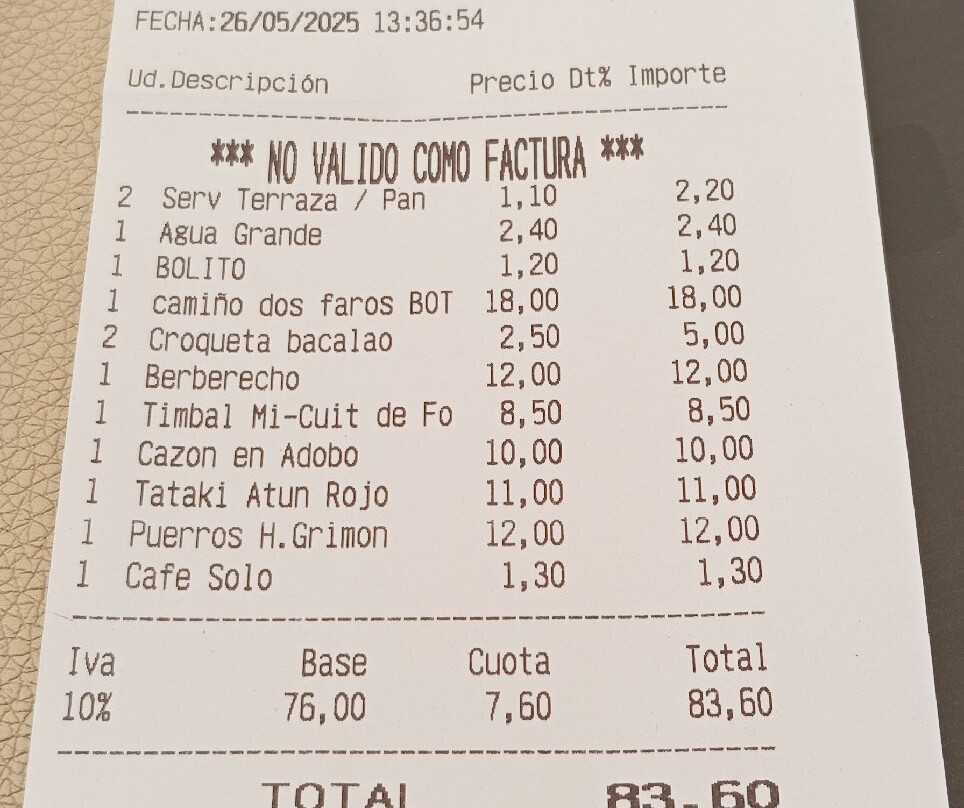 FECHA:26/05/2025 13:36:54
Ud.Descripción Precio Dt% Importe
*** NO VALIDO COMO FACTURA ***
2 Serv Terraza / Pan 1,10 2,20
1 Agua Grande 2,40 2,40
1 BOLITO 1,20 1,20
1 camiño dos faros BOT 18,00 18,00
2 Croqueta bacalao 2,50 5,00
1 Berberecho 12,00 12,00
1 Timbal Mi-Cuit de Fo 8,50 8,50
1 Cazon en Adobo 10,00 10,00
1 Tataki Atun Rojo 11,00 11,00
1 Puerros H.Grimon 12,00 12,00
1 Cafe Solo 1,30 1,30
Iva Base Cuota Total
10% 76,00 7,60 83,60
TOTAL 83.60